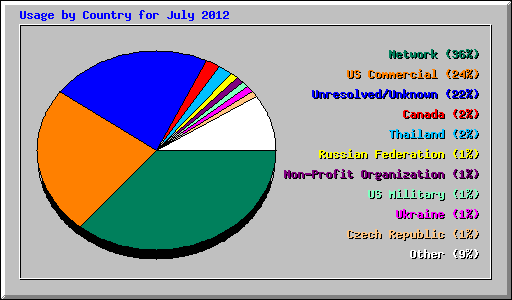 Usage by Country for July 2012
Network (36%)
US Commercial (24%)
Unresolved/Unknown (22%)
Canada (2%)
Thailand (2%)
Russian Federation (1%)
Non-Profit Organization (1%)
US Military (1%)
Ukraine (1%)
Czech Republic (1%)
Other (9%)